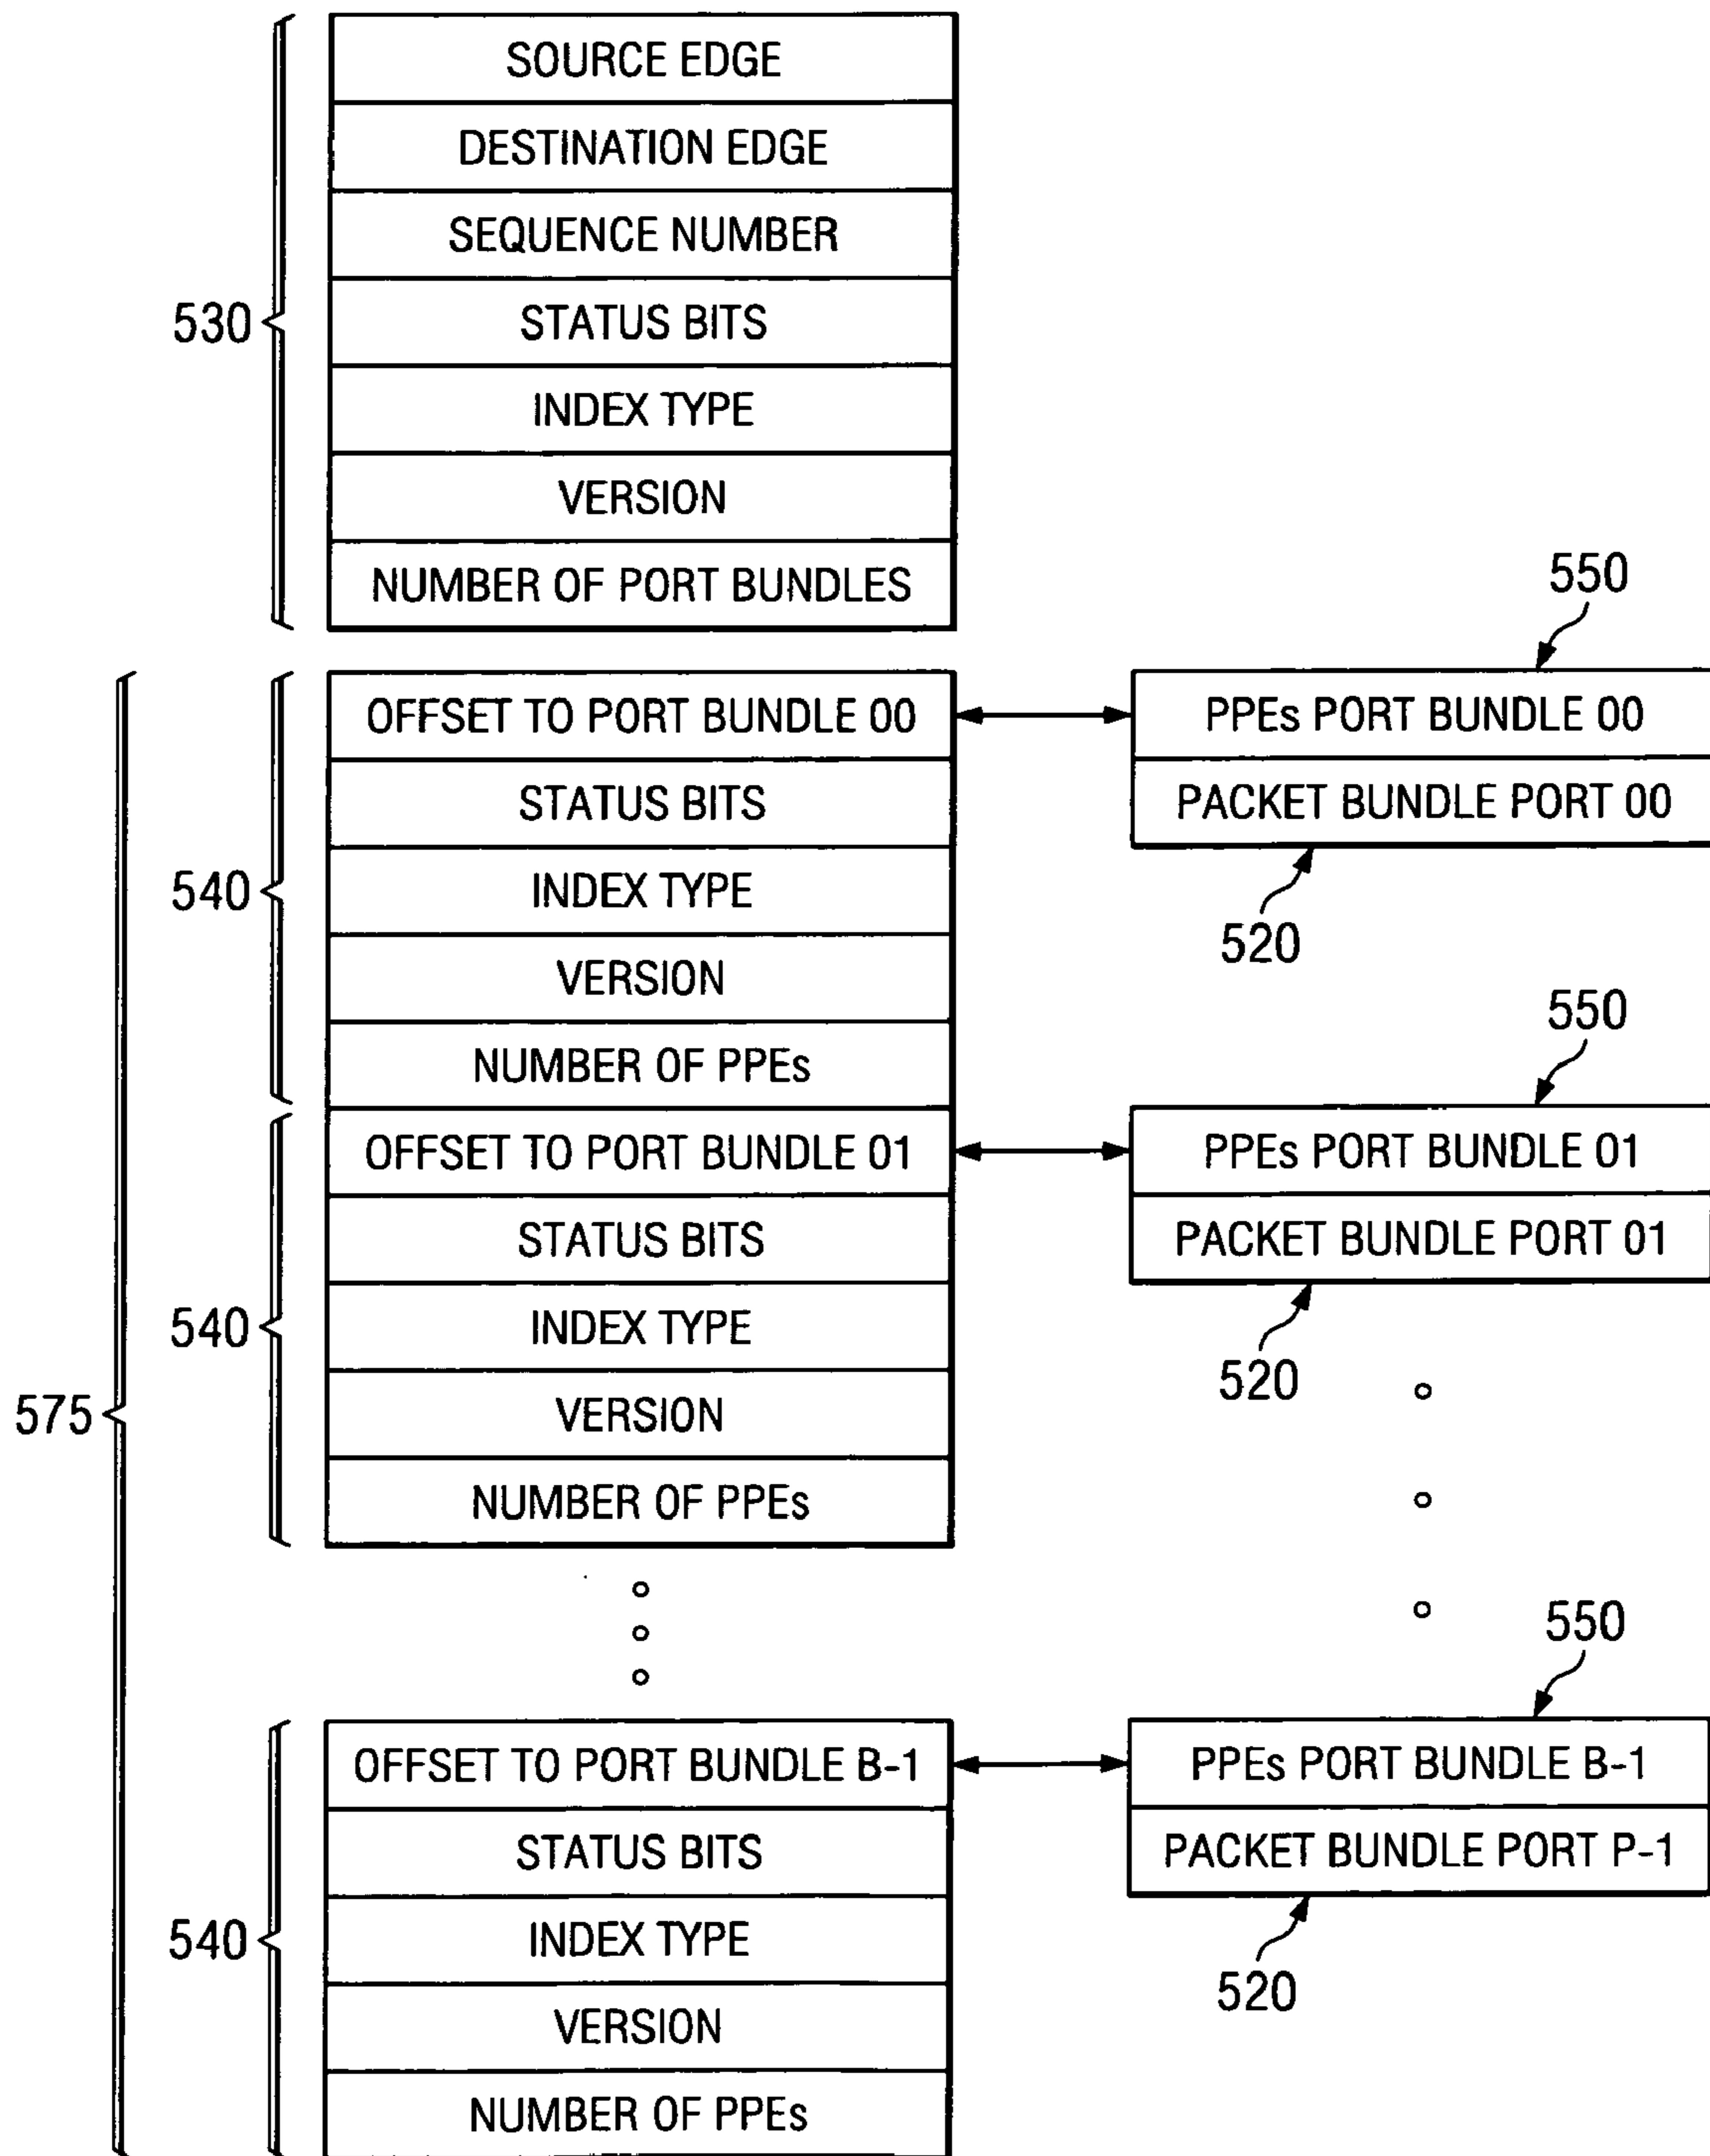 SOURCE EDGE
DESTINATION EDGE
SEQUENCE NUMBER
530
STATUS BITS
INDEX TYPE
VERSION
NUMBER OF PORT BUNDLES
550
OFFSET TO PORT BUNDLE 00
PPEs PORT BUNDLE 00
STATUS BITS
PACKET BUNDLE PORT 00
540
INDEX TYPE
520
VERSION
550
NUMBER OF PPEs
OFFSET TO PORT BUNDLE 01
PPEs PORT BUNDLE 01
STATUS BITS
PACKET BUNDLE PORT 01
540
INDEX TYPE
520
575
VERSION
NUMBER OF PPEs
550
OFFSET TO PORT BUNDLE B-1
PPEs PORT BUNDLE B-1
STATUS BITS
PACKET BUNDLE PORT P-1
540
INDEX TYPE
520
VERSION
NUMBER OF PPEs